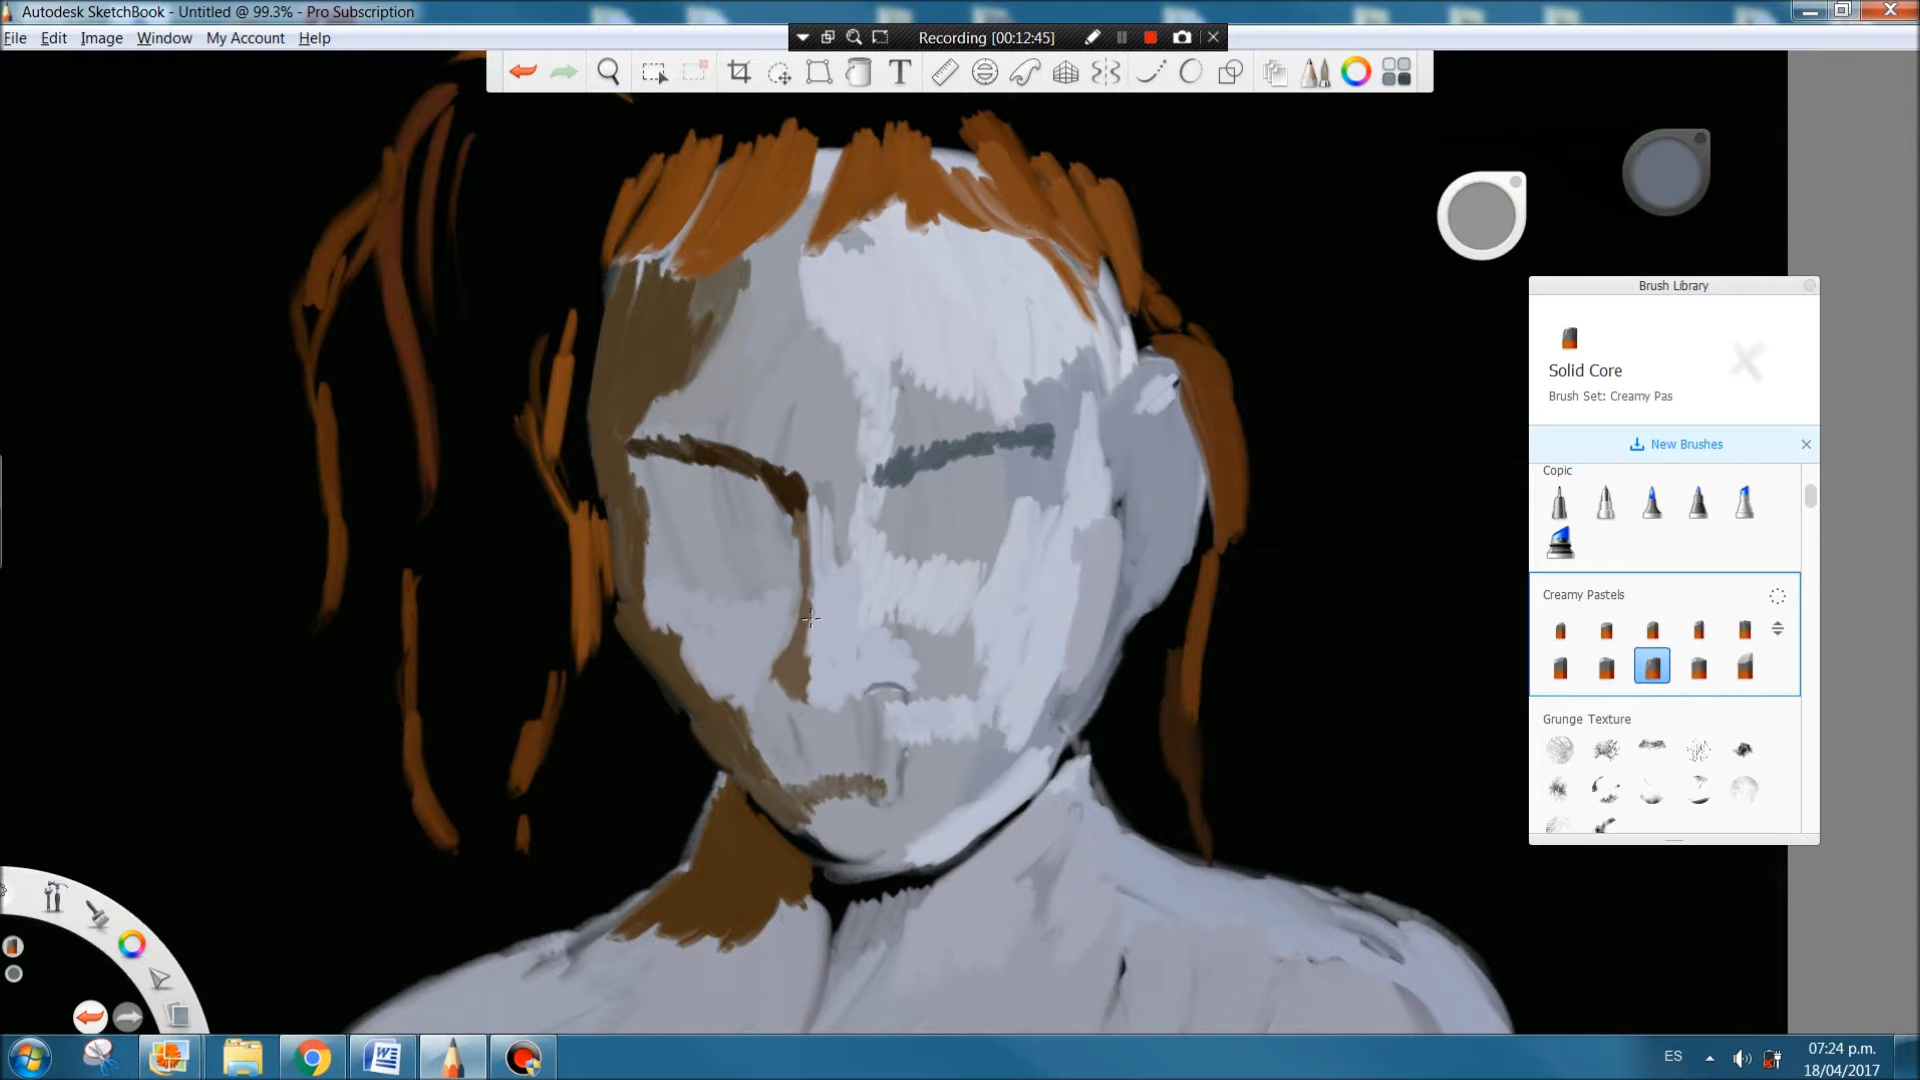 Autodesk SketchBook - Untitled @ 99.3% - Pro Subscription
File Edit Image Window My Account Help
Recording [00:12:45]
T
Brush Library
Solid Core
Brush Set: Creamy Pas
New Brushes
Copic
Creamy Pastels
Grunge Texture
ES
07:24 p.m.
18/04/2017